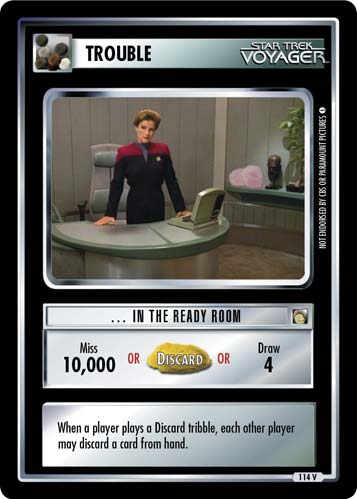 TROUBLE
STAR TREK
VOYAGER
NOT ENDORSED BY CBS OR PARAMOUNT PICTURES
... IN THE READY ROOM
Miss
10,000
OR
DISCARD
OR
Draw
4
When a player plays a Discard tribble, each other player
may discard a card from hand.
114 V